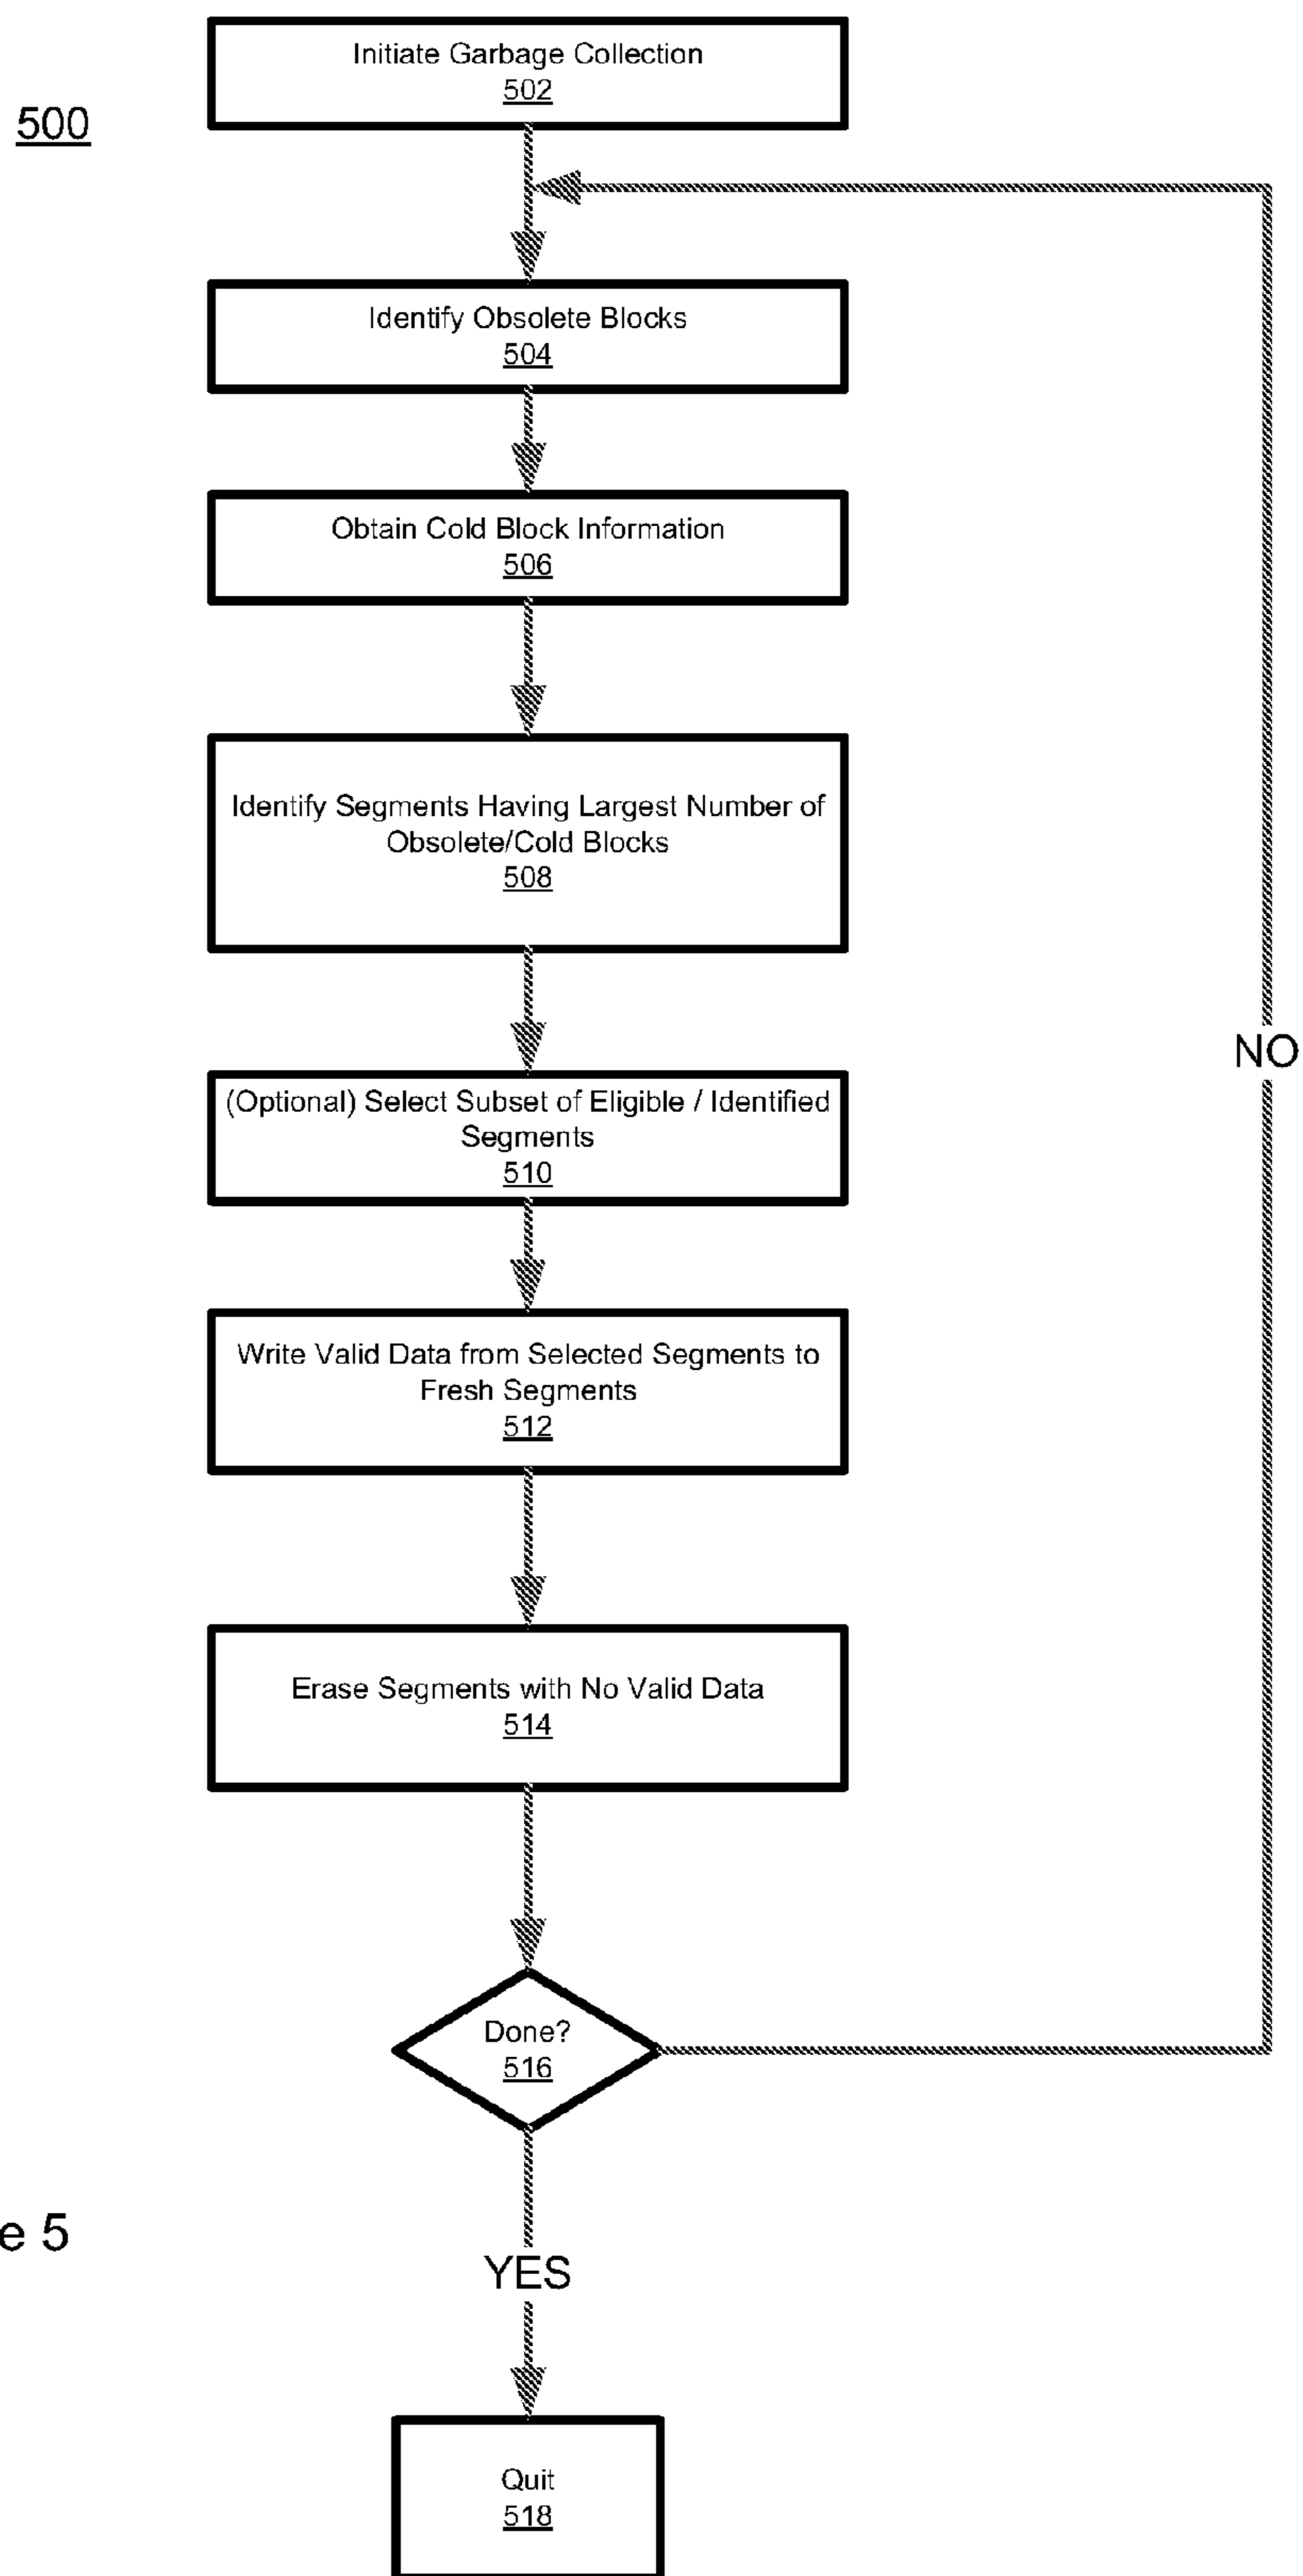 Initiate Garbage Collection
502
500
Identify Obsolete Blocks
504
Obtain Cold Block Information
506
Identify Segments Having Largest Number of
Obsolete/Cold Blocks
508
NO
(Optional) Select Subset of Eligible / Identified
Segments
510
Write Valid Data from Selected Segments to
Fresh Segments
512
Erase Segments with No Valid Data
514
Done?
516
e 5
YES
Quit
518